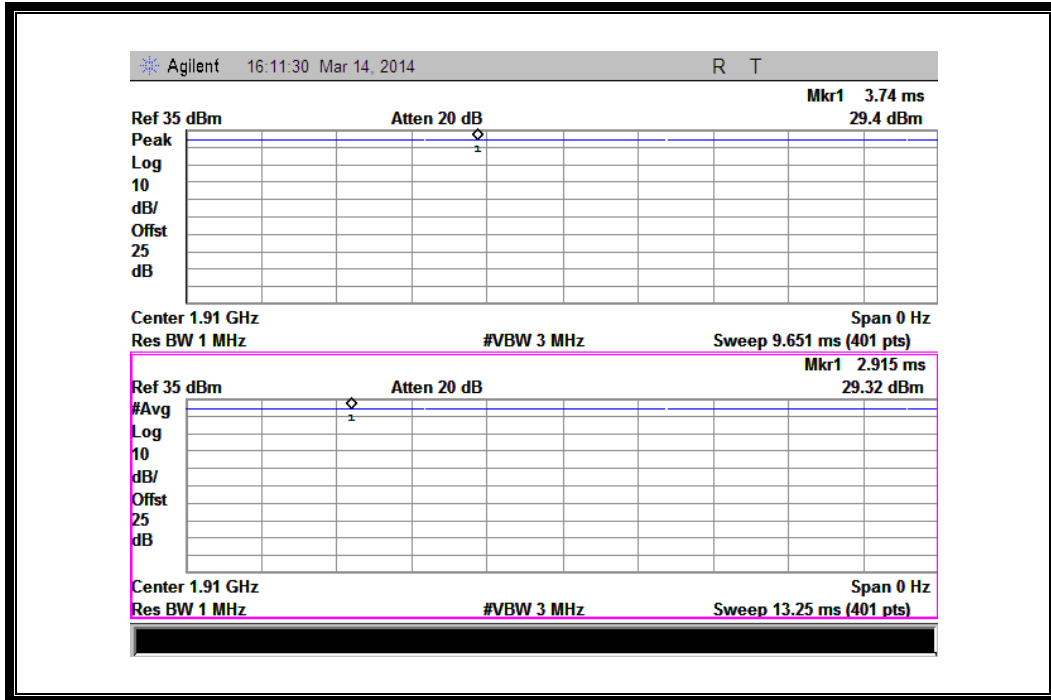 Agilent 16:11:30 Mar 14, 2014 R T
Mkr1 3.74 ms
Ref 35 dBm Atten 20 dB 29.4 dBm
Peak
Log
10
dB/
Offst
25
dB
1
Center 1.91 GHz Span 0 Hz
Res BW 1 MHz #VBW 3 MHz Sweep 9.651 ms (401 pts)
Mkr1 2.915 ms
Ref 35 dBm Atten 20 dB 29.32 dBm
#Avg
Log
10
dB/
Offst
25
dB
1
Center 1.91 GHz Span 0 Hz
Res BW 1 MHz #VBW 3 MHz Sweep 13.25 ms (401 pts)